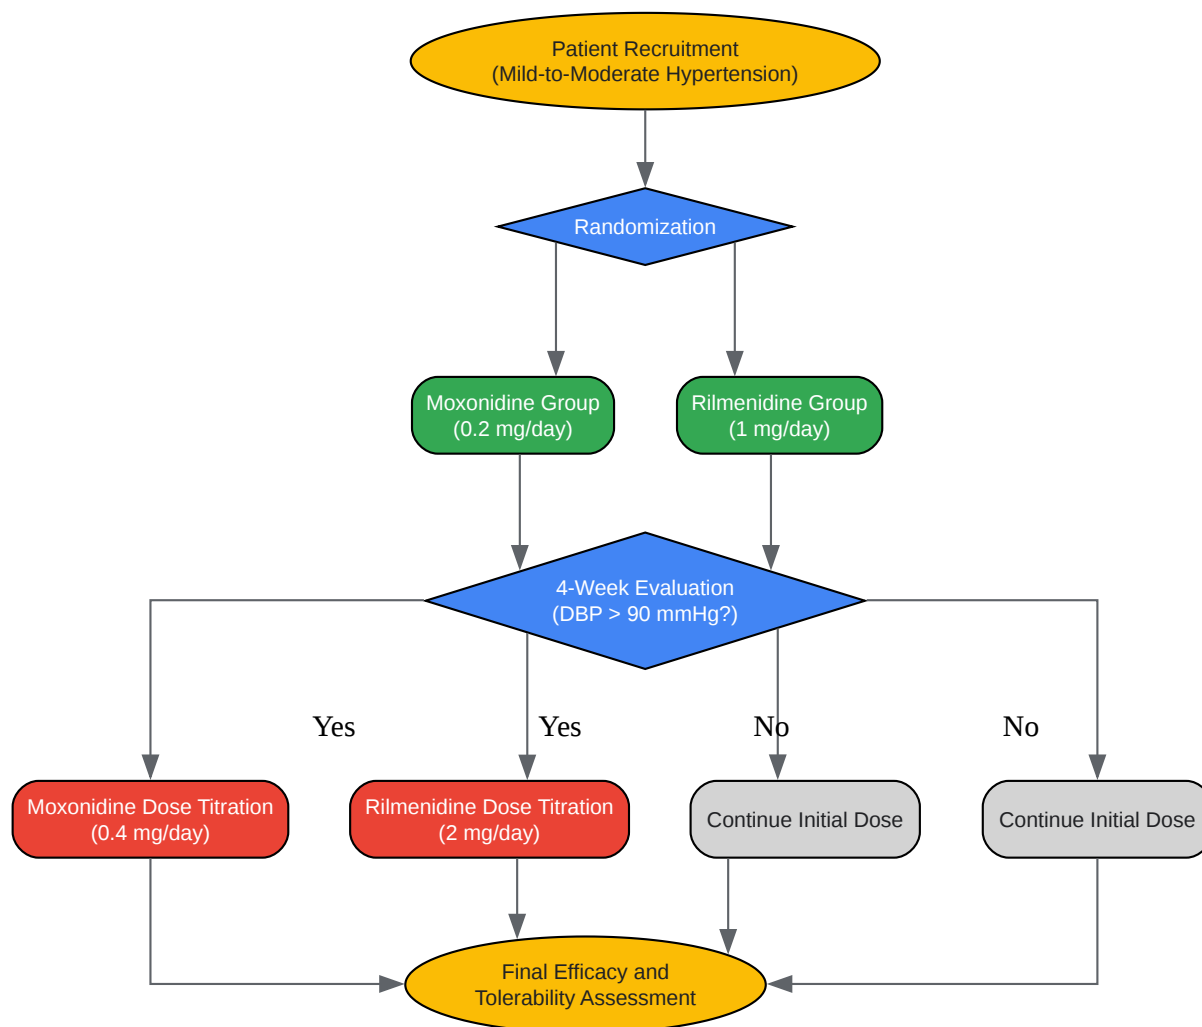 Patient Recruitment
(Mild-to-Moderate Hypertension)
Randomization
Moxonidine Group
(0.2 mg/day)
Rilmenidine Group
(1 mg/day)
4-Week Evaluation
(DBP > 90 mmHg?)
Yes
Yes
No
No
Moxonidine Dose Titration
(0.4 mg/day)
Rilmenidine Dose Titration
(2 mg/day)
Continue Initial Dose
Continue Initial Dose
Final Efficacy and
Tolerability Assessment